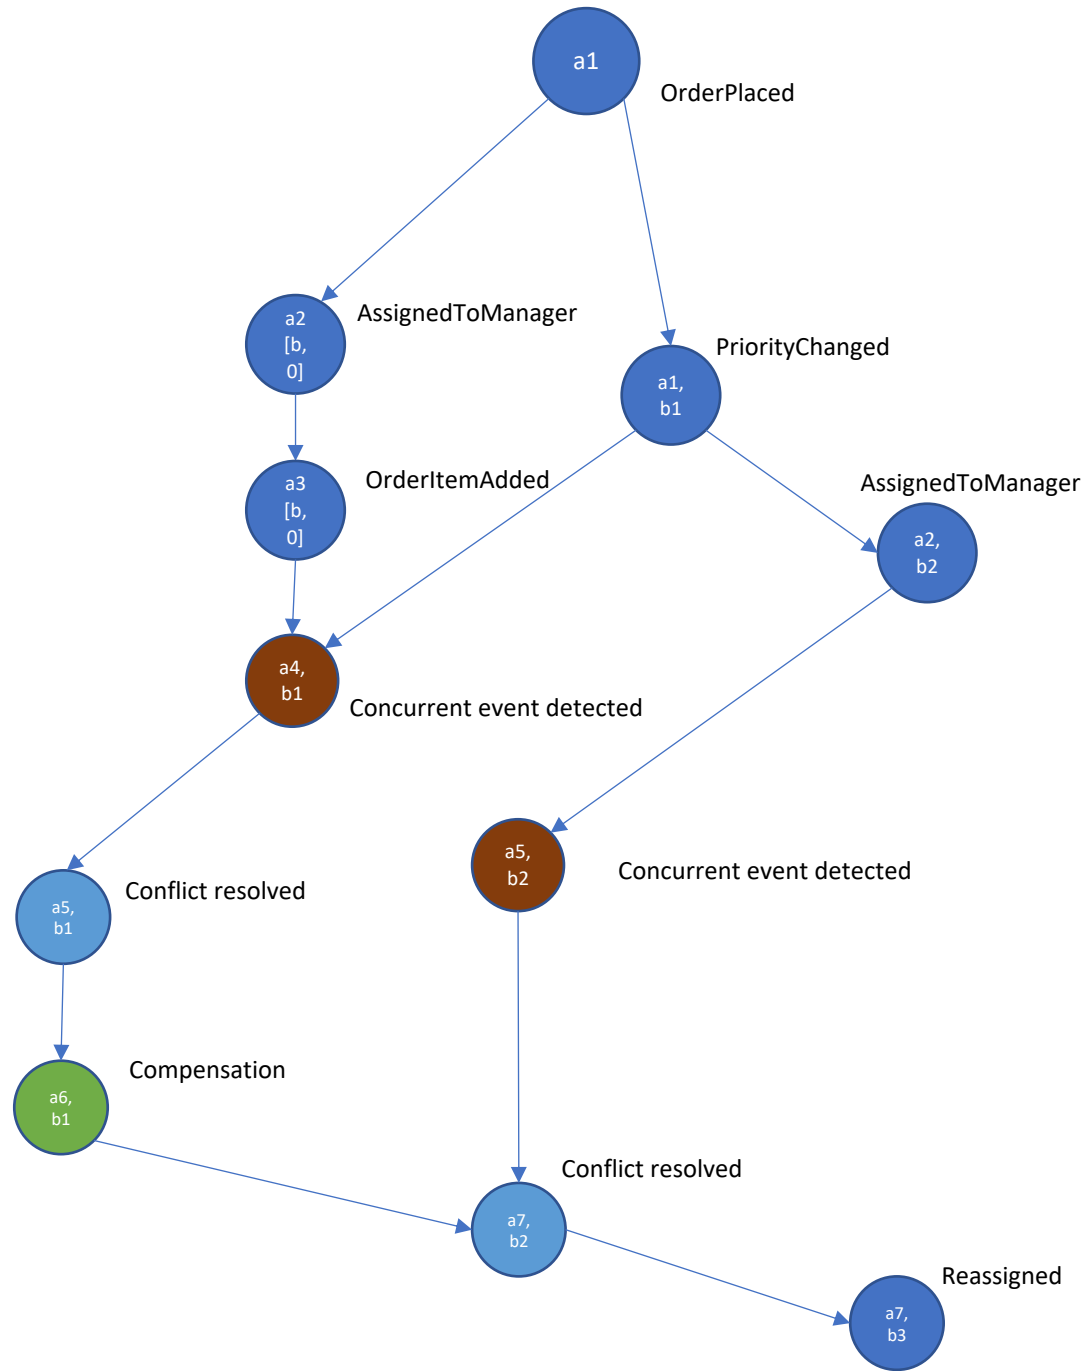 a1
OrderPlaced
a2
[b,
0]
AssignedToManager
PriorityChanged
a1,
b1
a3
[b,
0]
OrderItemAdded
AssignedToManager
a2,
b2
a4,
b1
Concurrent event detected
a5,
b2
Concurrent event detected
a5,
b1
Conflict resolved
a6,
b1
Compensation
Conflict resolved
a7,
b2
Reassigned
a7,
b3